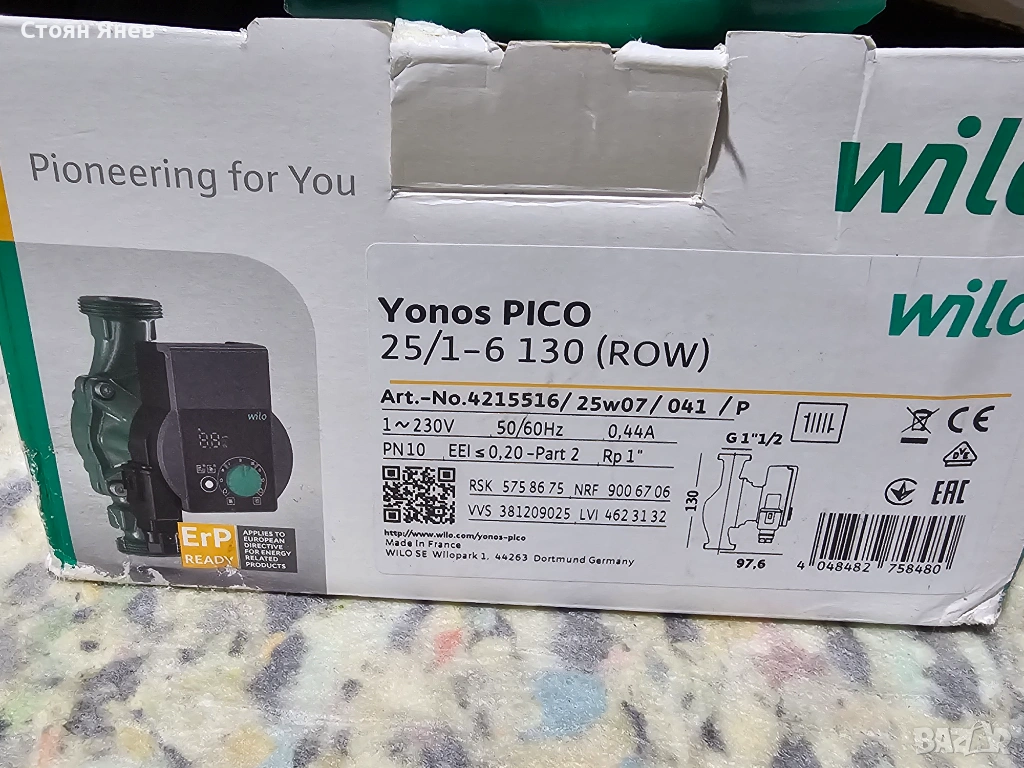 Стоян Янев
Pioneering for You
wilo
wilo
Yonos PICO
25/1-6 130 (ROW)
Art.-No.4215516/ 25w07/ 041 /P
1~230V 50/60Hz 0,44A
PN10 EEI ≤ 0,20-Part 2 Rp 1"
RSK 575 86 75 NRF 900 67 06
VVS 381209025 LVI 462 31 32
http://www.wilo.com/yonos-pico
Made in France
WILO SE Wilopark 1, 44263 Dortmund Germany
G 1"1/2
130
97,6
CE
EAC
4 048482 758480
wilo
ErP
READY
APPLIES TO
EUROPEAN
DIRECTIVE
FOR ENERGY
RELATED
PRODUCTS
BAZAR